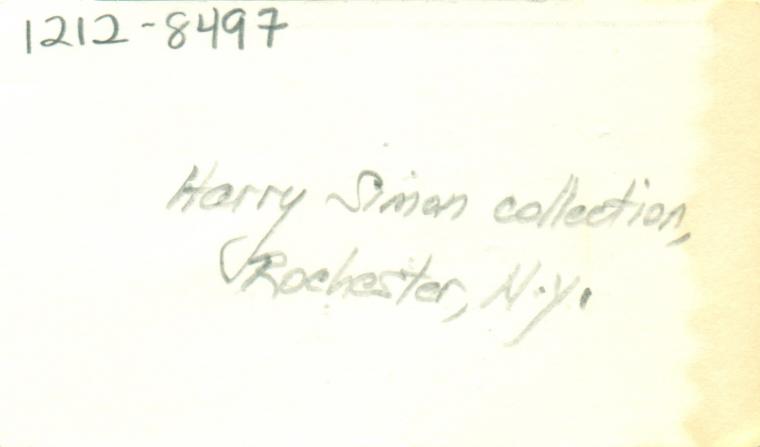 1212-8497
Harry Simon collection,
Rochester, N.Y.